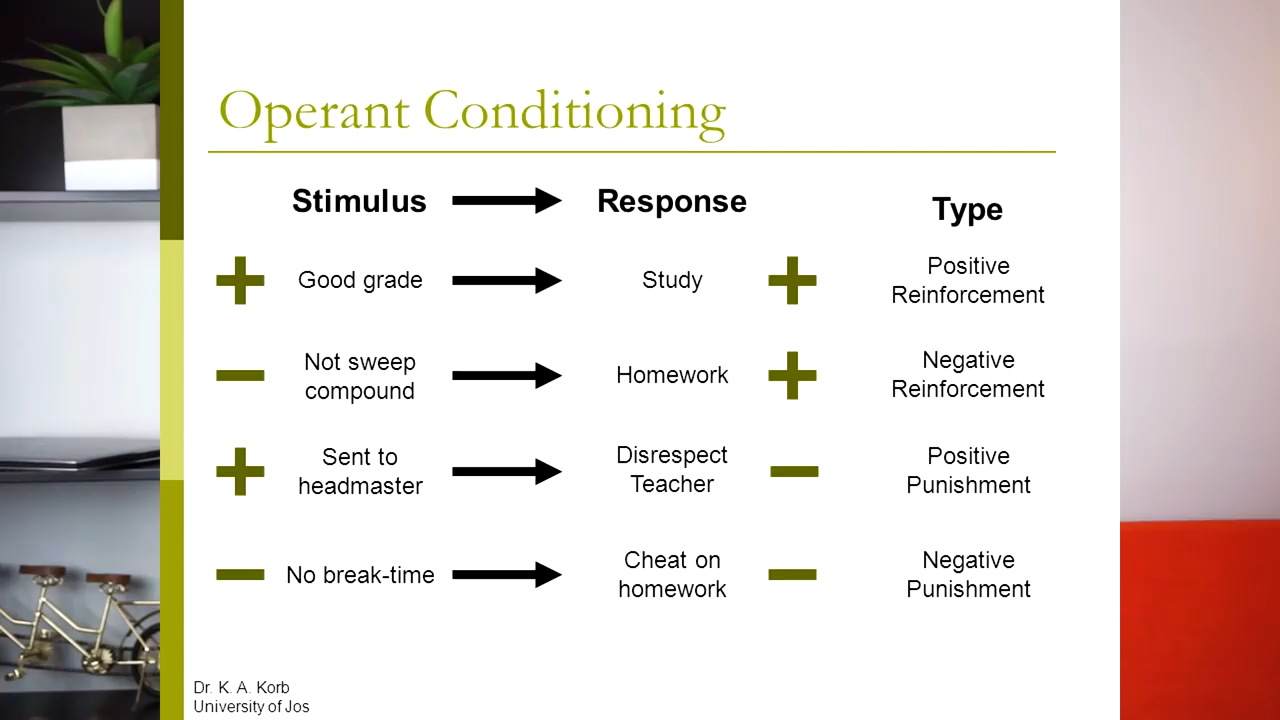 Operant Conditioning
Stimulus Response Type
Good grade Study Positive
Reinforcement
Not sweep
compound Homework Negative
Reinforcement
Sent to
headmaster Disrespect
Teacher Positive
Punishment
No break-time Cheat on
homework Negative
Punishment
Dr. K. A. Korb
University of Jos